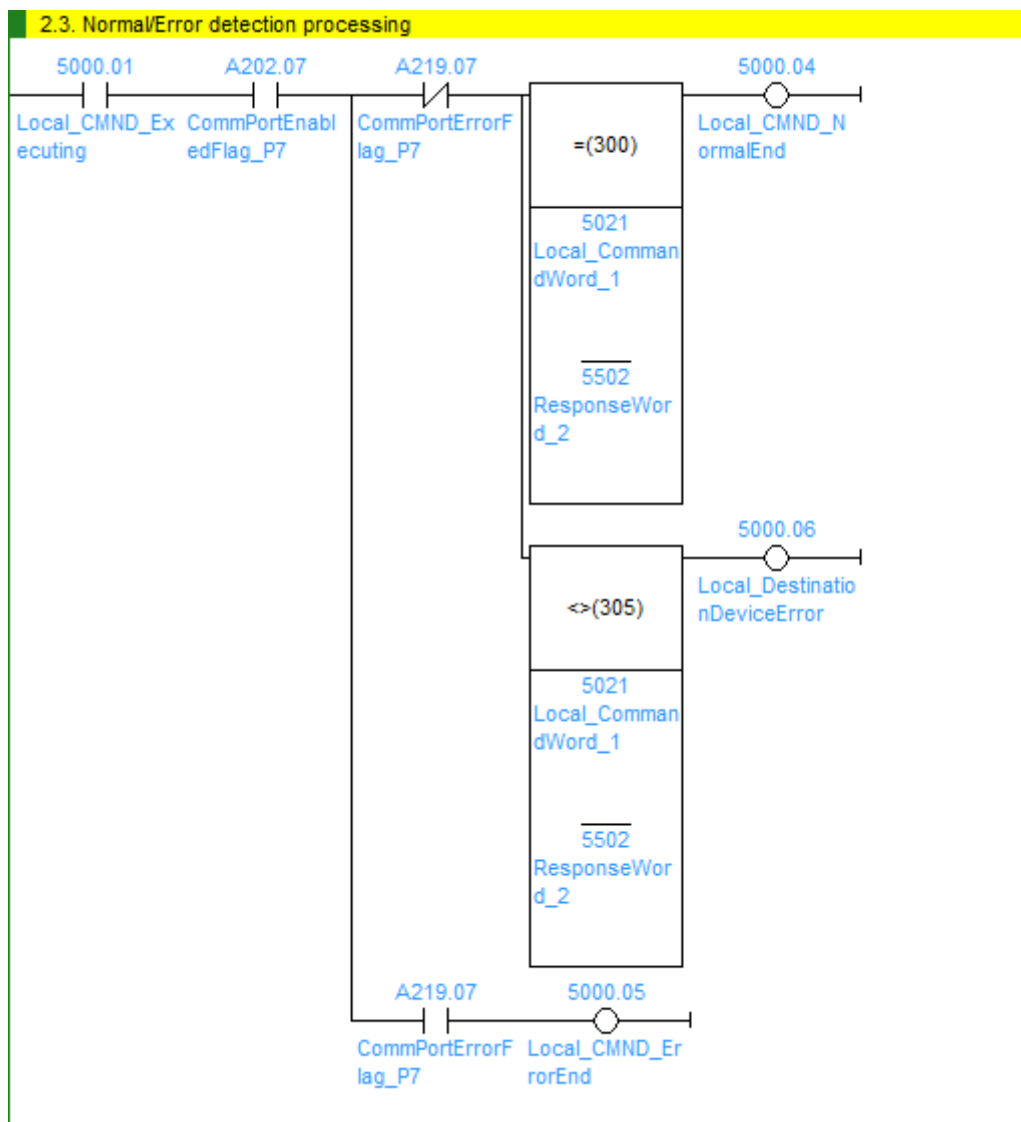 2.3. Normal/Error detection processing
5000.01
A202.07
A219.07
5000.04
Local_CMND_Ex
ecuting
CommPortEnabl
edFlag_P7
CommPortErrorF
lag_P7
=(300)
Local_CMND_N
ormalEnd
5021
Local_Comman
dWord_1
5502
ResponseWor
d_2
5000.06
<>(305)
Local_Destinatio
nDeviceError
5021
Local_Comman
dWord_1
5502
ResponseWor
d_2
A219.07
5000.05
CommPortErrorF
lag_P7
Local_CMND_Er
rorEnd